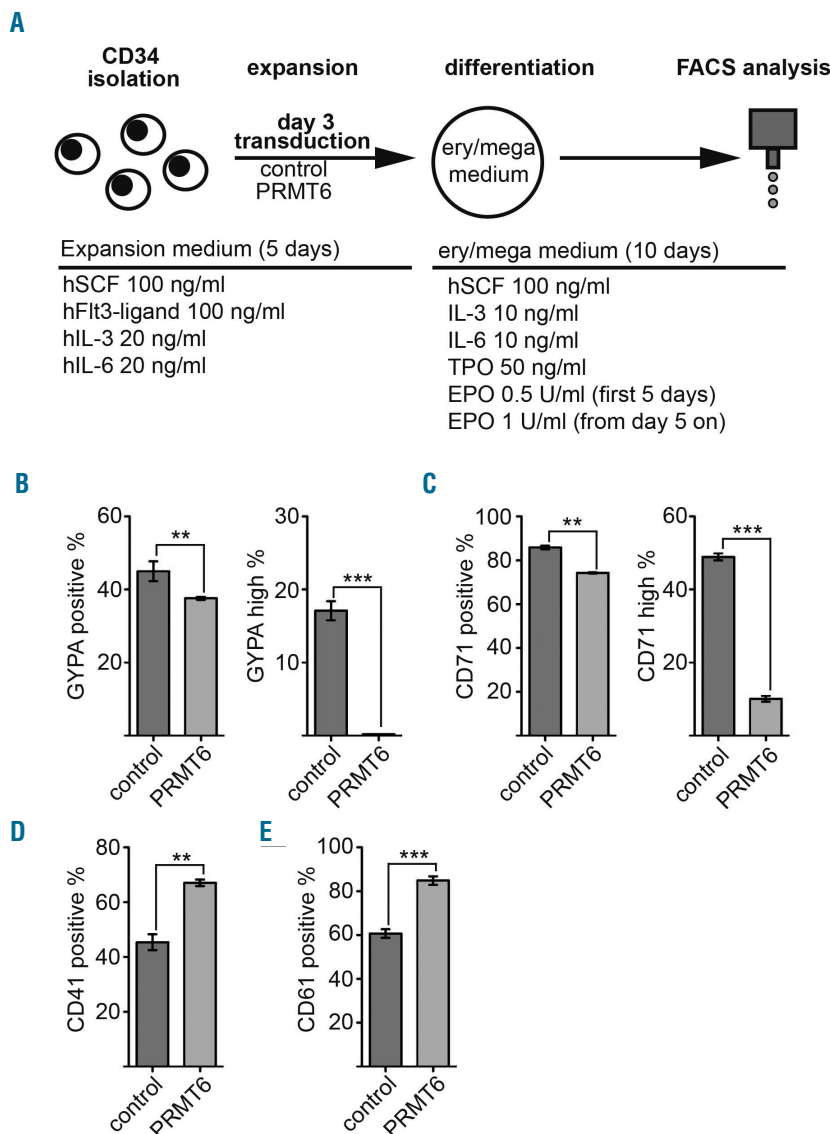 A
CD34
isolation
expansion
differentiation
FACS analysis
day 3
transduction
control
PRMT6
ery/mega
medium
Expansion medium (5 days)
hSCF 100 ng/ml
hFlt3-ligand 100 ng/ml
hIL-3 20 ng/ml
hIL-6 20 ng/ml
ery/mega medium (10 days)
hSCF 100 ng/ml
IL-3 10 ng/ml
IL-6 10 ng/ml
TPO 50 ng/ml
EPO 0.5 U/ml (first 5 days)
EPO 1 U/ml (from day 5 on)
B
GYPA positive %
60
40
20
**
control
PRMT6
GYPA high %
30
20
10
***
control
PRMT6
C
CD71 positive %
100
80
60
40
20
**
control
PRMT6
CD71 high %
60
40
20
***
control
PRMT6
D
CD41 positive %
80
60
40
20
**
control
PRMT6
E
CD61 positive %
100
80
60
40
20
***
control
PRMT6